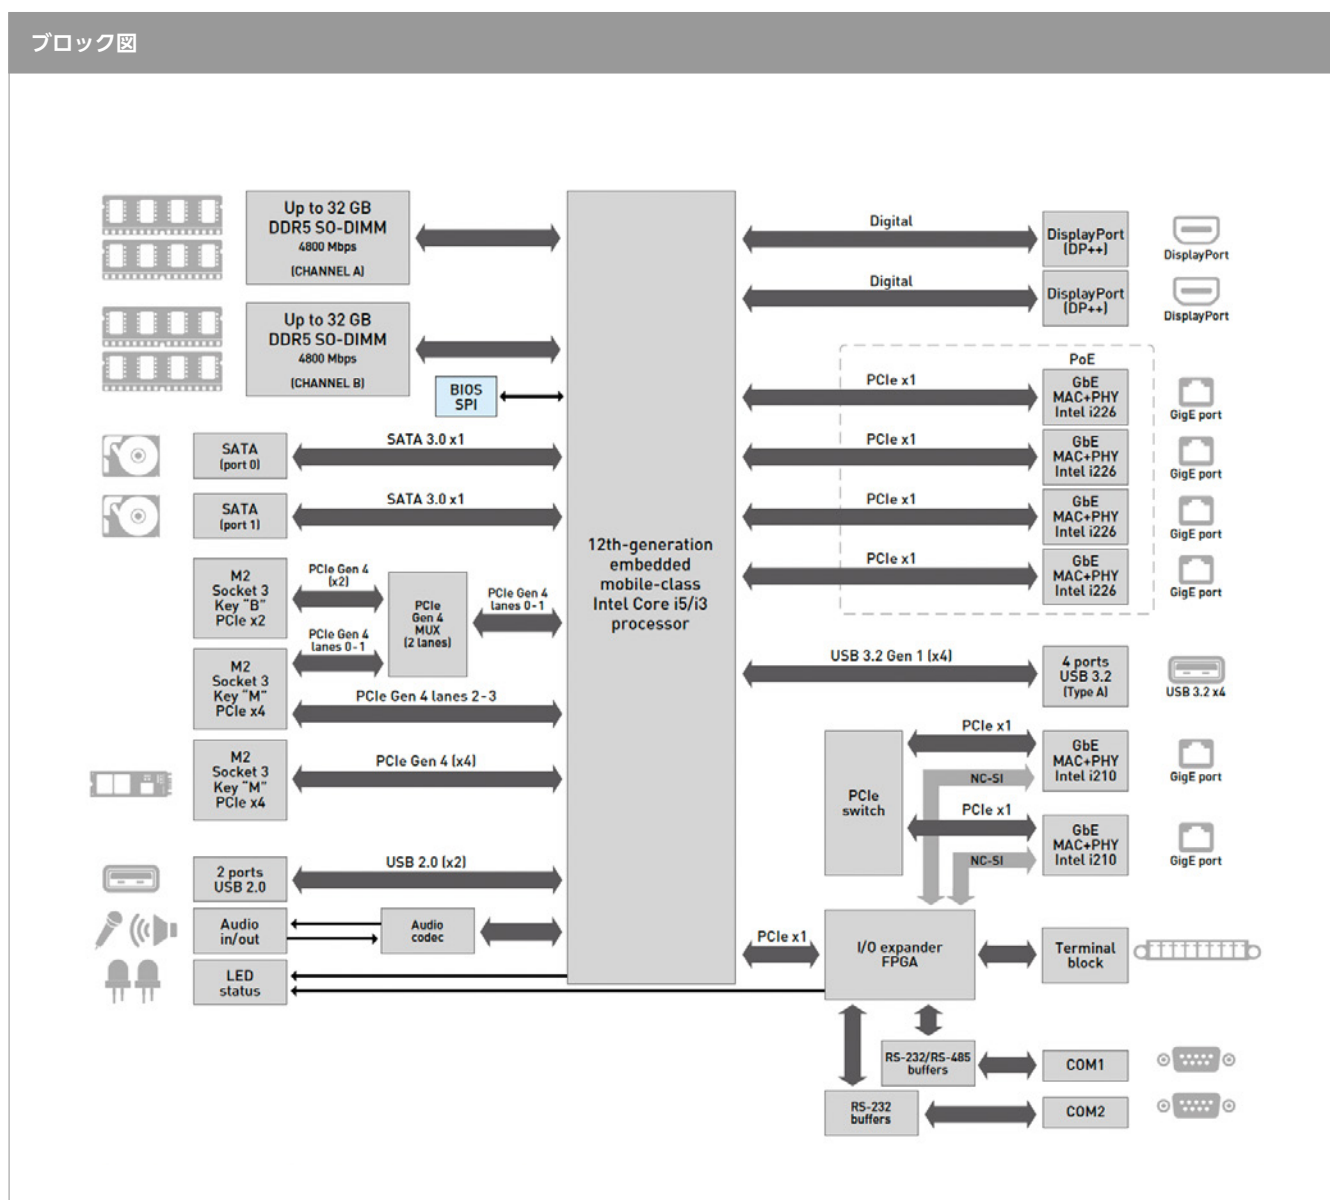 ブロック図
Up to 32 GB
DDR5 SO-DIMM
4800 Mbps
(CHANNEL A)
Up to 32 GB
DDR5 SO-DIMM
4800 Mbps
(CHANNEL B)
BIOS
SPI
SATA
(port 0)
SATA 3.0 x1
SATA
(port 1)
SATA 3.0 x1
M2
Socket 3
Key “B”
PCIe x2
PCIe Gen 4
(x2)
PCIe Gen 4
lanes 0-1
PCIe
Gen 4
MUX
(2 lanes)
PCIe Gen 4
lanes 0-1
M2
Socket 3
Key “M”
PCIe x4
PCIe Gen 4 lanes 2-3
M2
Socket 3
Key “M”
PCIe x4
PCIe Gen 4 (x4)
2 ports
USB 2.0
USB 2.0 (x2)
Audio
in/out
Audio
codec
LED
status
12th-generation
embedded
mobile-class
Intel Core i5/i3
processor
Digital
DisplayPort
(DP++)
DisplayPort
Digital
DisplayPort
(DP++)
DisplayPort
PoE
PCIe x1
GbE
MAC+PHY
Intel i226
GigE port
PCIe x1
GbE
MAC+PHY
Intel i226
GigE port
PCIe x1
GbE
MAC+PHY
Intel i226
GigE port
PCIe x1
GbE
MAC+PHY
Intel i226
GigE port
USB 3.2 Gen 1 (x4)
4 ports
USB 3.2
(Type A)
USB 3.2 x4
PCIe
switch
PCIe x1
NC-SI
GbE
MAC+PHY
Intel i210
GigE port
PCIe x1
NC-SI
GbE
MAC+PHY
Intel i210
GigE port
PCIe x1
I/O expander
FPGA
Terminal
block
RS-232/RS-485
buffers
COM1
RS-232
buffers
COM2